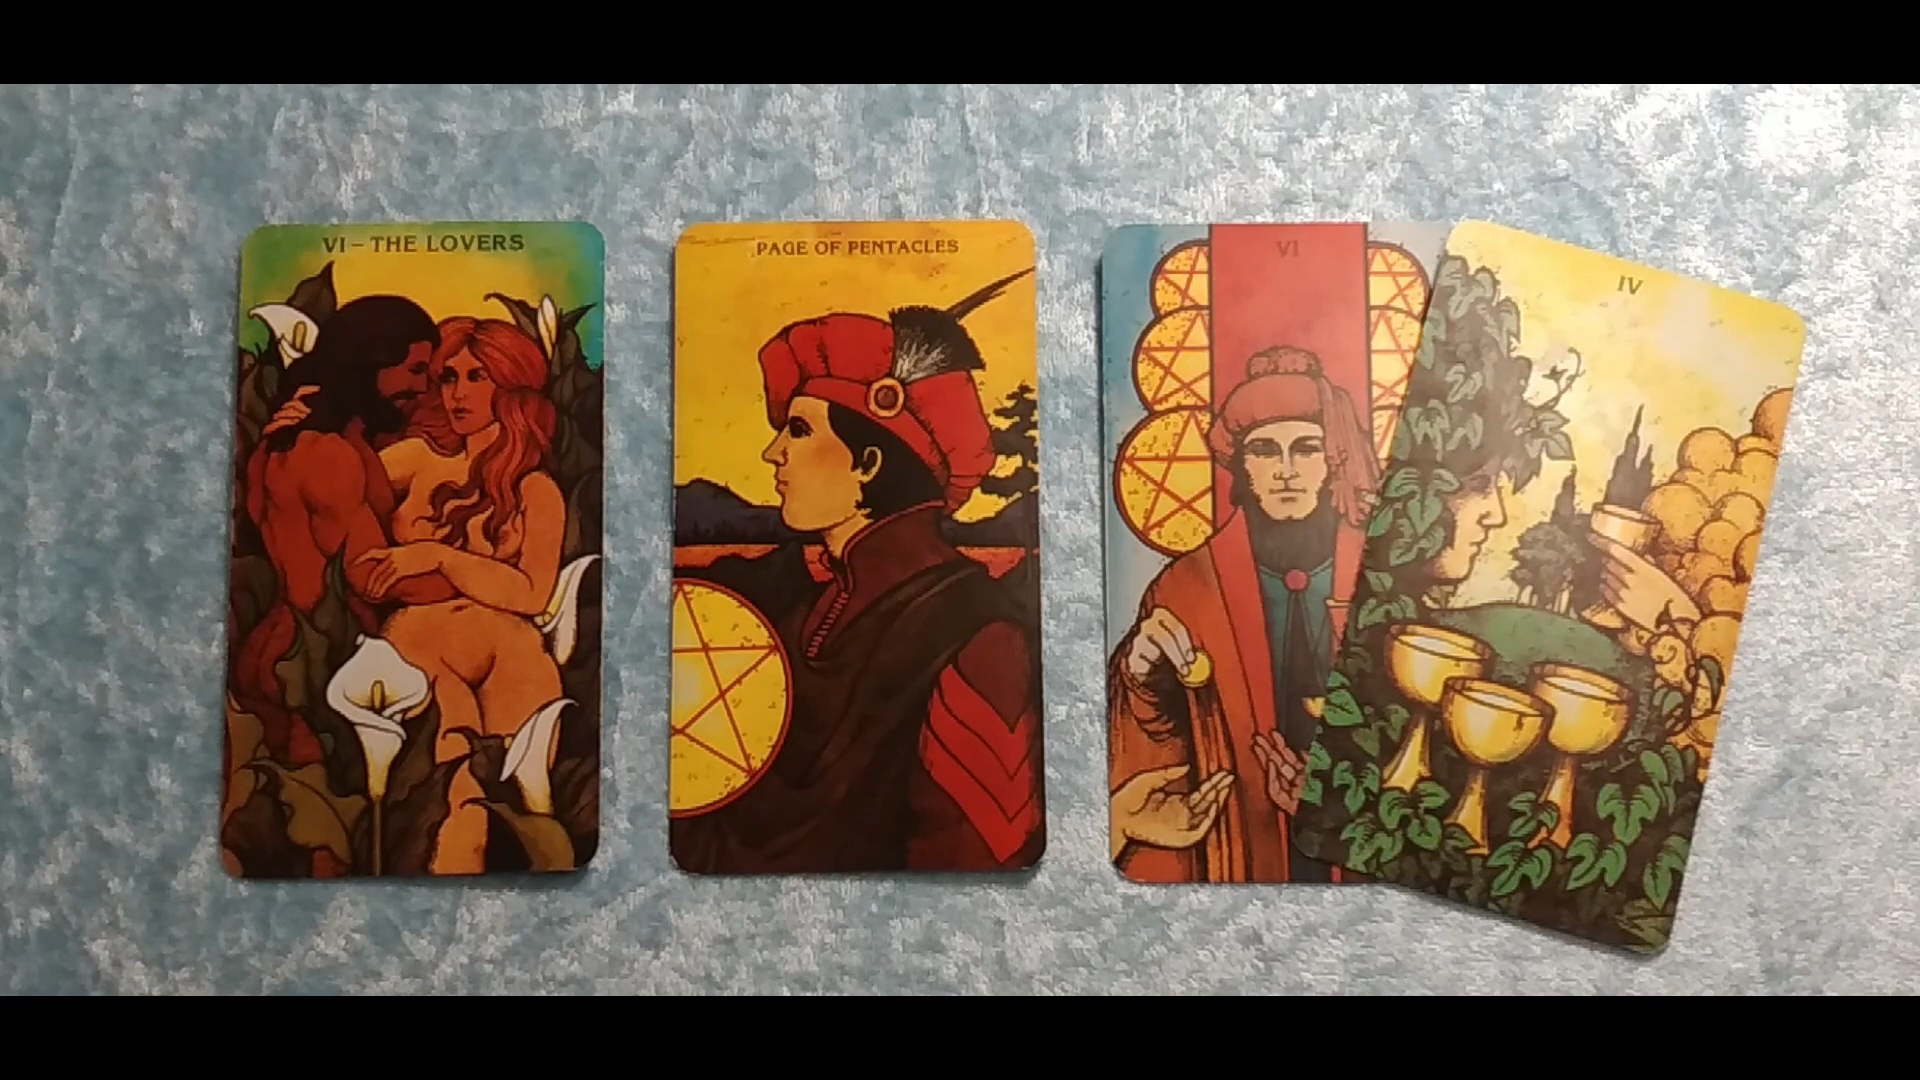 VI – THE LOVERS
PAGE OF PENTACLES
VI
IV